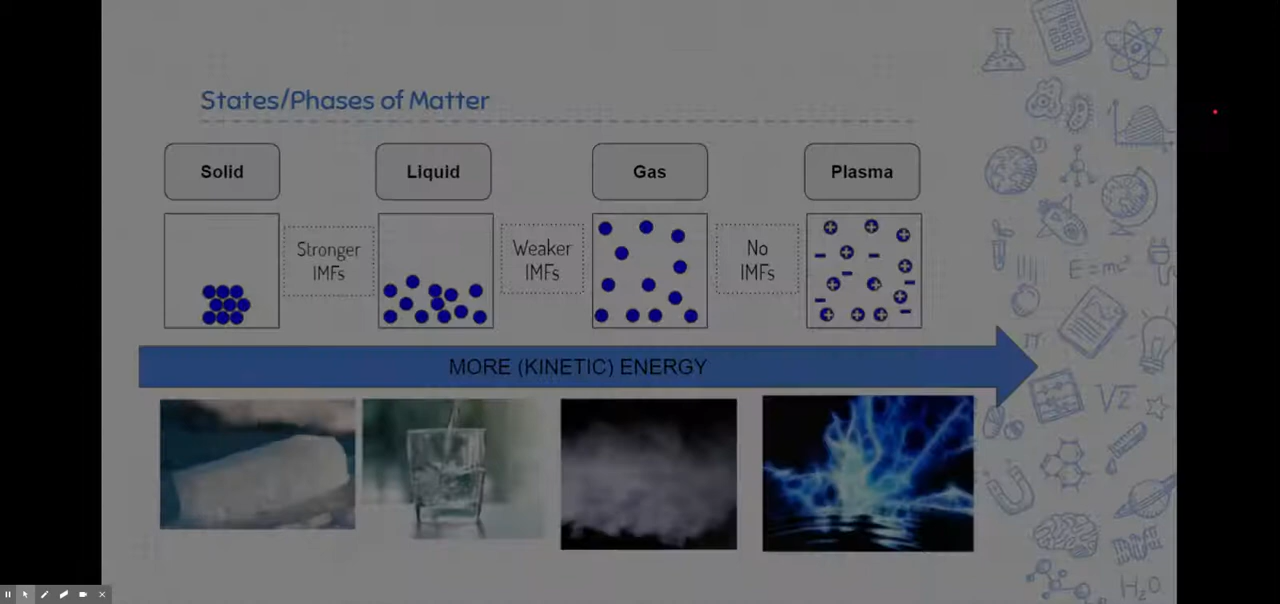 States/Phases of Matter
Solid
Liquid
Gas
Plasma
Stronger
IMFs
Weaker
IMFs
No
IMFs
MORE (KINETIC) ENERGY
E=mc²
π
√2
H₂O